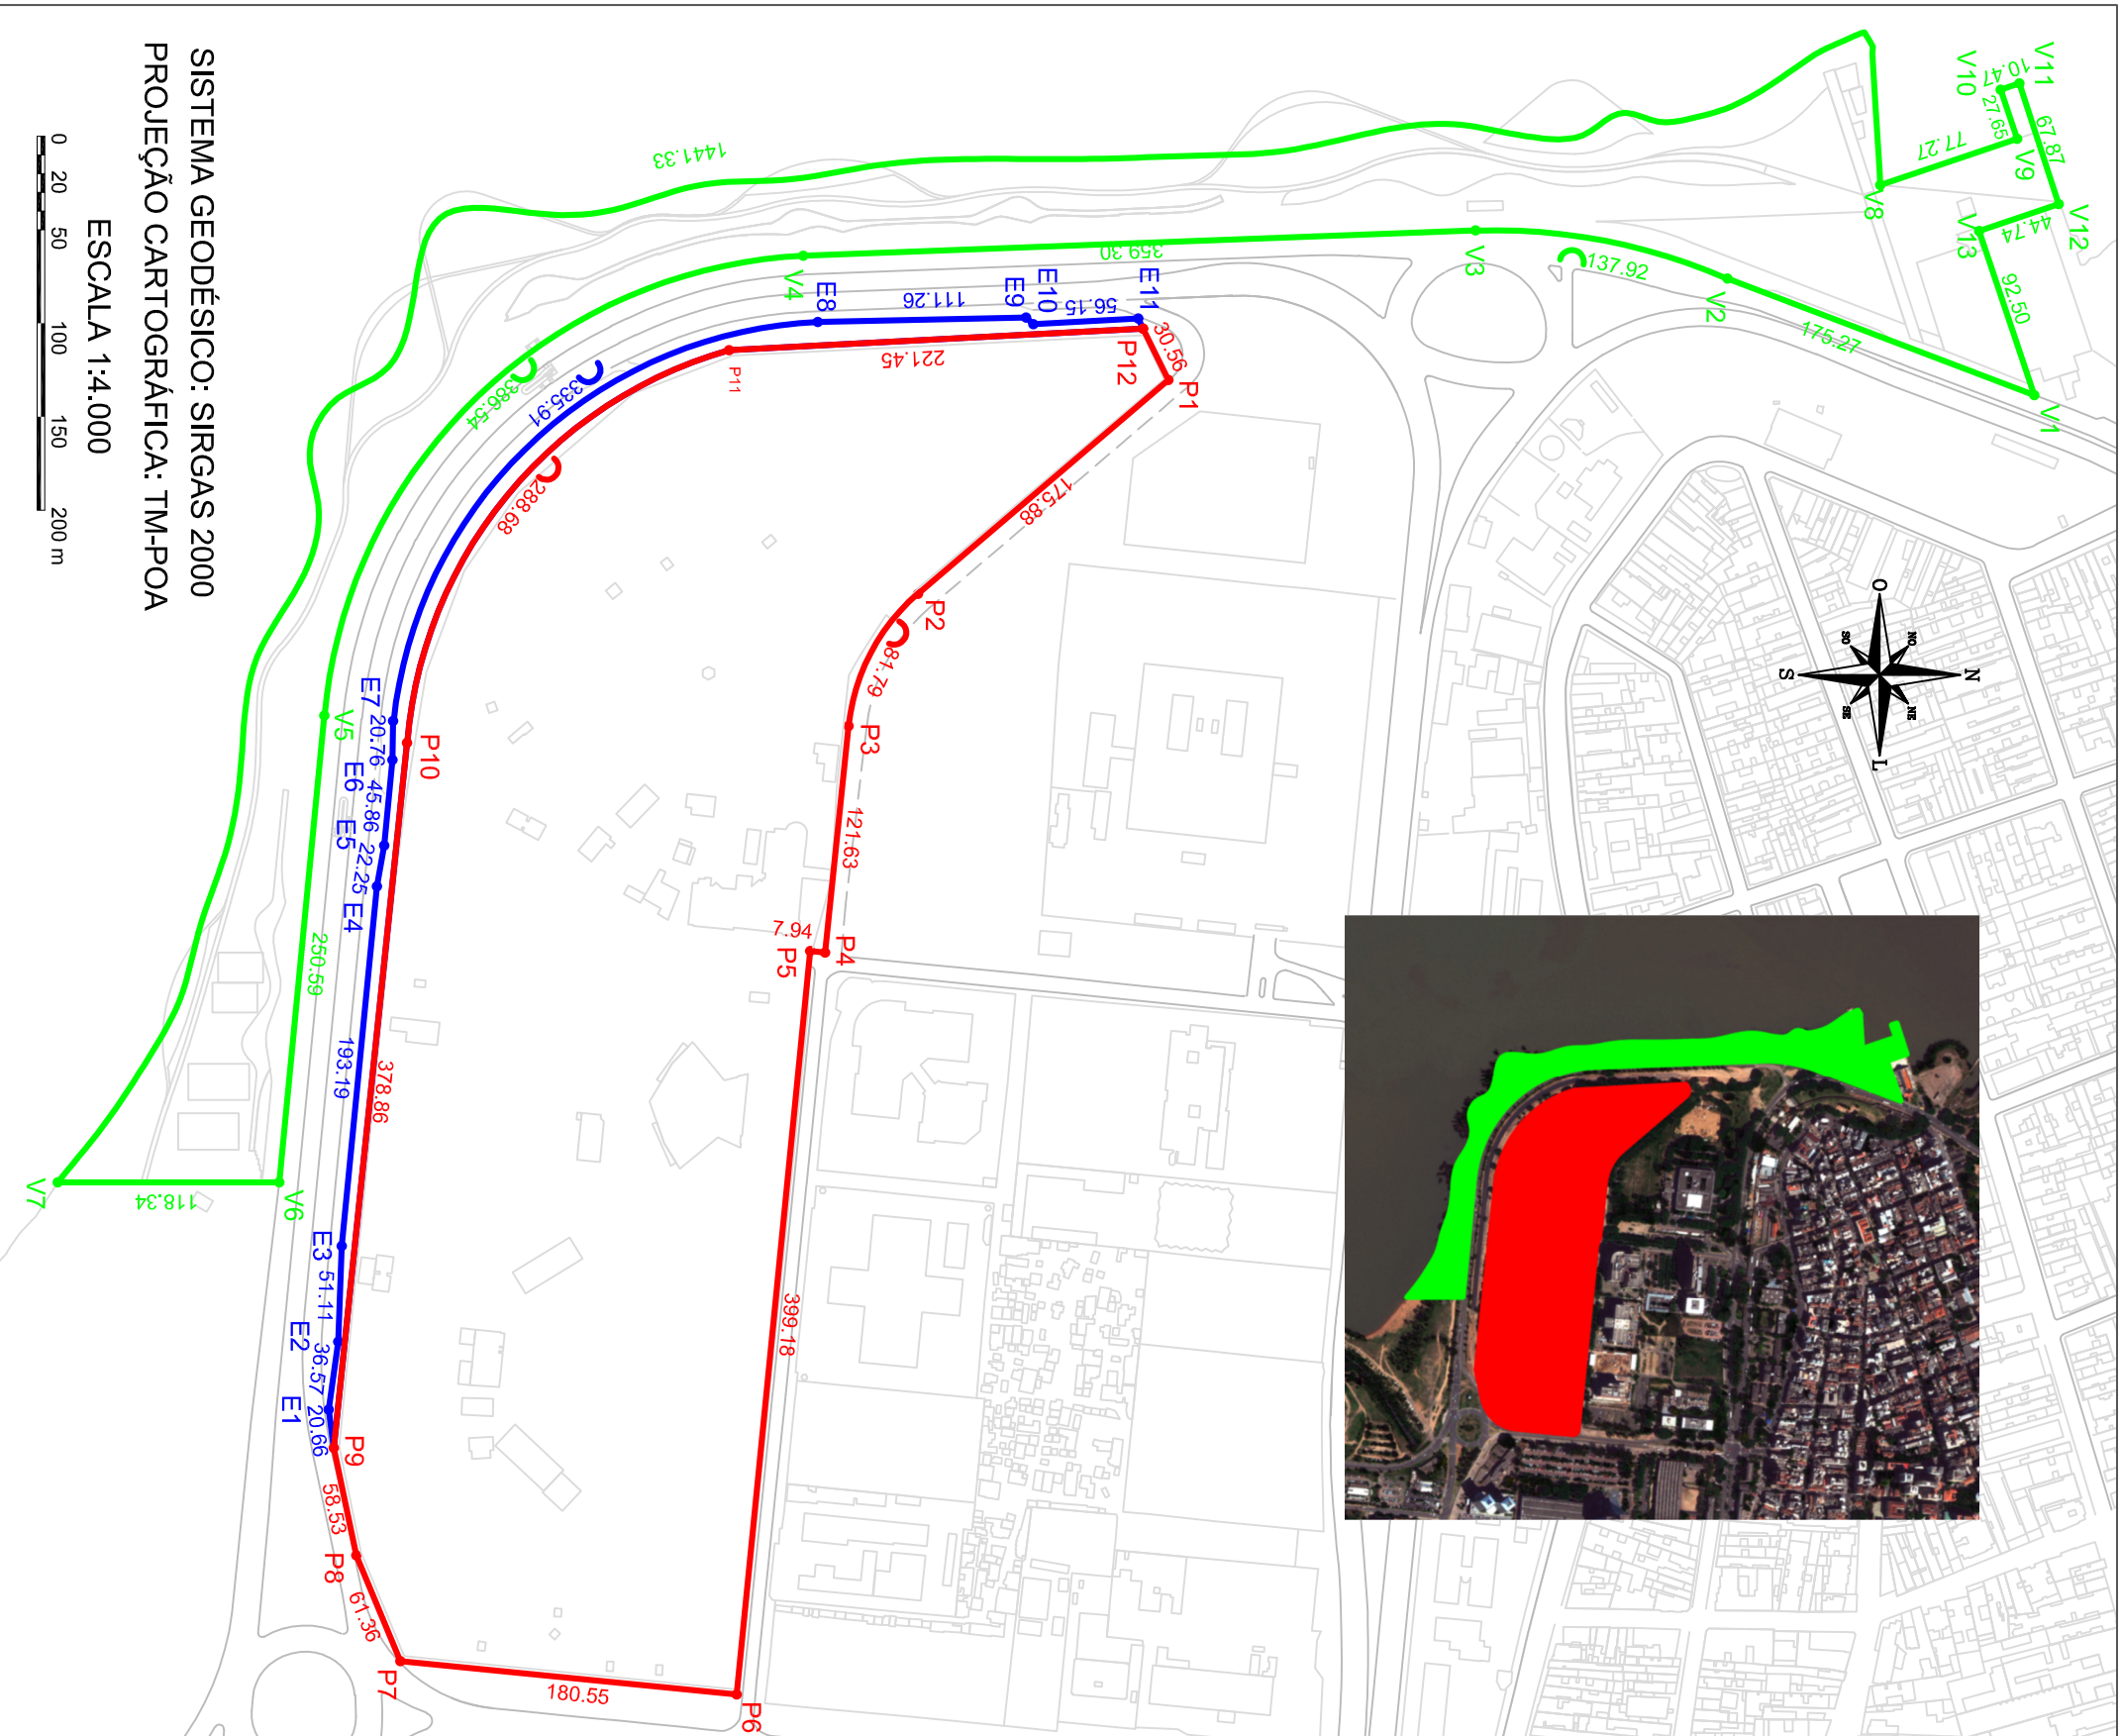 SISTEMA GEODÉSICO: SIRGAS 2000
PROJEÇÃO CARTOGRÁFICA: TM-POA
ESCALA 1:4.000
0 20 50 100 150 200 m
N
NE
L
SE
S
SO
O
NO
V1
175.27
V2
137.92
V3
359.30
V4
386.54
V5
250.59
V6
118.34
V7
1441.33
V8
77.27
V9
27.65
V10
10.47
V11
67.87
V12
44.74
V13
92.50
P1
175.88
P2
81.79
P3
121.63
P4
7.94
P5
399.18
P6
180.55
P7
61.36
P8
58.53
P9
378.86
P10
288.68
P11
221.45
P12
30.56
20.66
E1
36.57
E2
51.11
E3
193.19
E4
22.25
E5
45.86
E6
20.76
E7
335.91
E8
111.26
E9
E10
56.15
E11